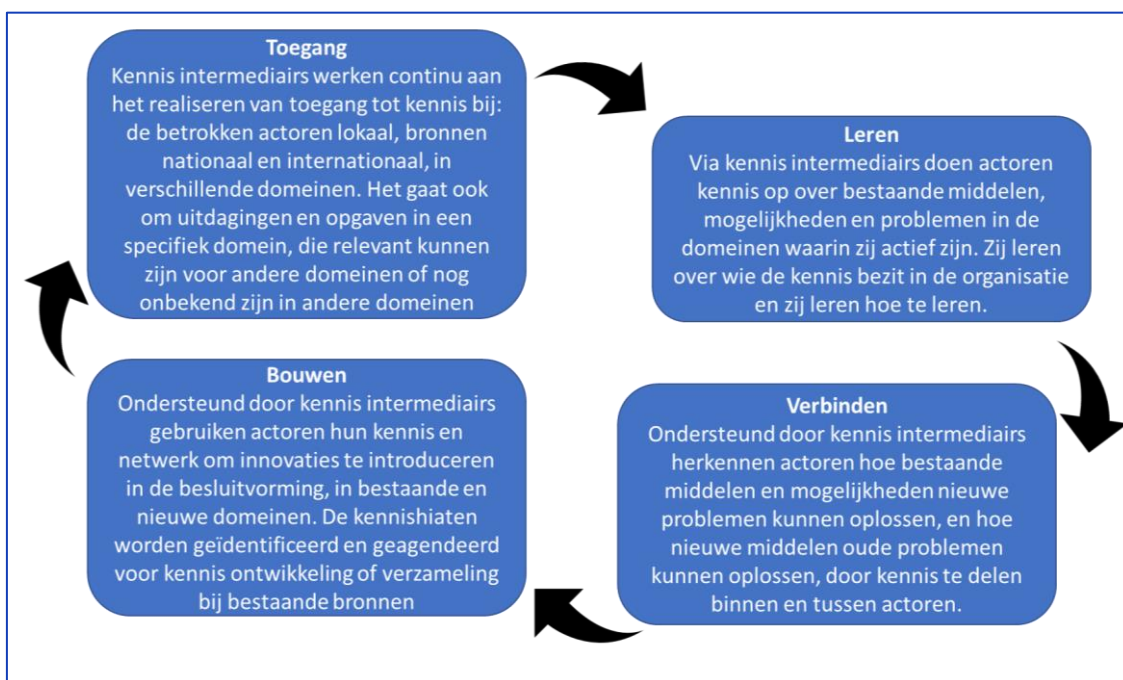 Toegang
Kennis intermediairs werken continu aan
het realiseren van toegang tot kennis bij:
de betrokken actoren lokaal, bronnen
nationaal en internationaal, in
verschillende domeinen. Het gaat ook
om uitdagingen en opgaven in een
specifiek domein, die relevant kunnen
zijn voor andere domeinen of nog
onbekend zijn in andere domeinen
Leren
Via kennis intermediairs doen actoren
kennis op over bestaande middelen,
mogelijkheden en problemen in de
domeinen waarin zij actief zijn. Zij leren
over wie de kennis bezit in de organisatie
en zij leren hoe te leren.
Verbinden
Ondersteund door kennis intermediairs
herkennen actoren hoe bestaande
middelen en mogelijkheden nieuwe
problemen kunnen oplossen, en hoe
nieuwe middelen oude problemen
kunnen oplossen, door kennis te delen
binnen en tussen actoren.
Bouwen
Ondersteund door kennis intermediairs
gebruiken actoren hun kennis en
netwerk om innovaties te introduceren
in de besluitvorming, in bestaande en
nieuwe domeinen. De kennishiaten
worden geïdentificeerd en geagendeerd
voor kennis ontwikkeling of verzameling
bij bestaande bronnen